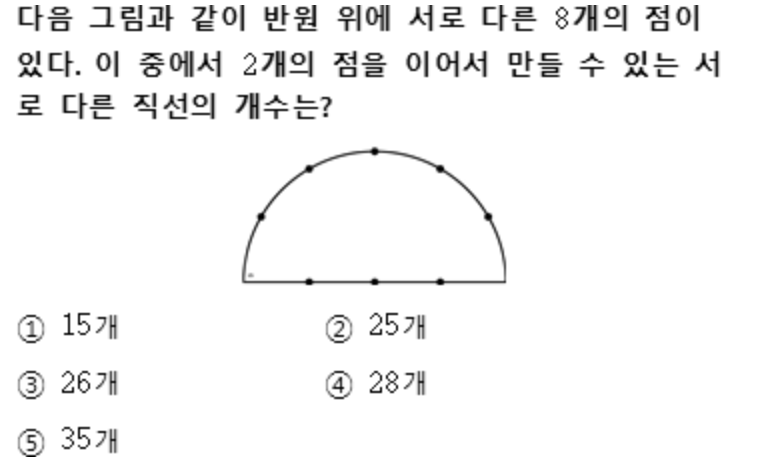 다음 그림과 같이 반원 위에 서로 다른 8개의 점이
있다. 이 중에서 2개의 점을 이어서 만들 수 있는 서
로 다른 직선의 개수는?
① 15개 ② 25개
③ 26개 ④ 28개
⑤ 35개